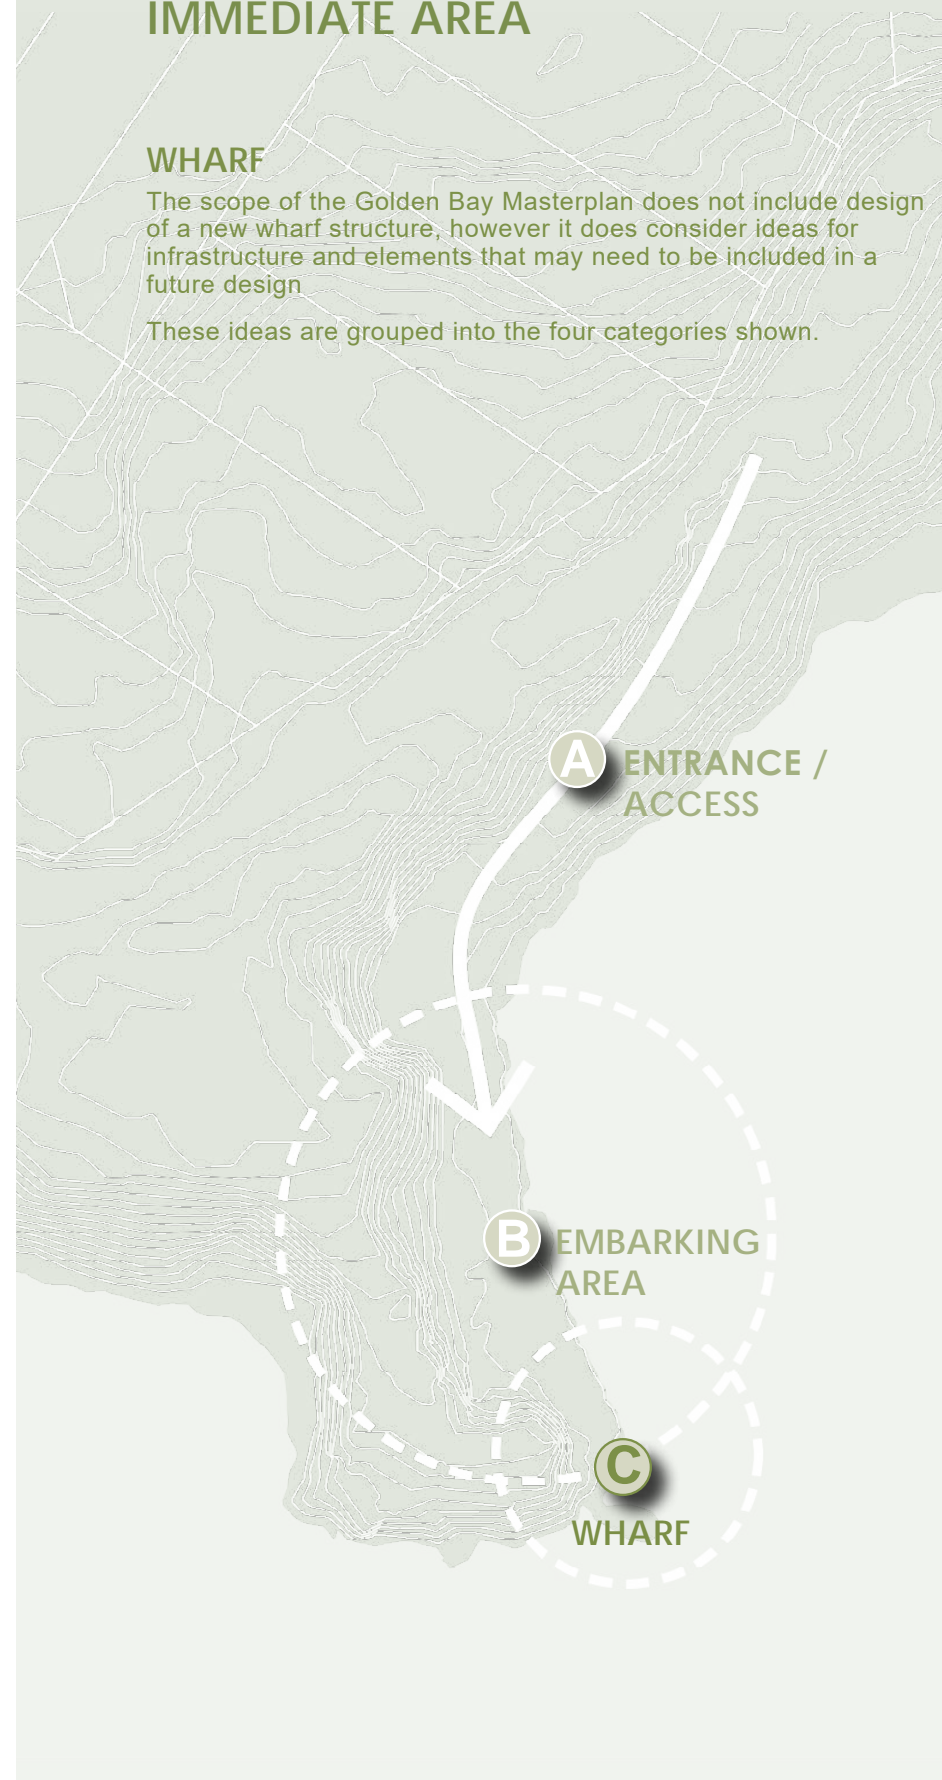 IMMEDIATE AREA
WHARF
The scope of the Golden Bay Masterplan does not include design
of a new wharf structure, however it does consider ideas for
infrastructure and elements that may need to be included in a
future design
These ideas are grouped into the four categories shown.
A
ENTRANCE /
ACCESS
B
EMBARKING
AREA
C
WHARF